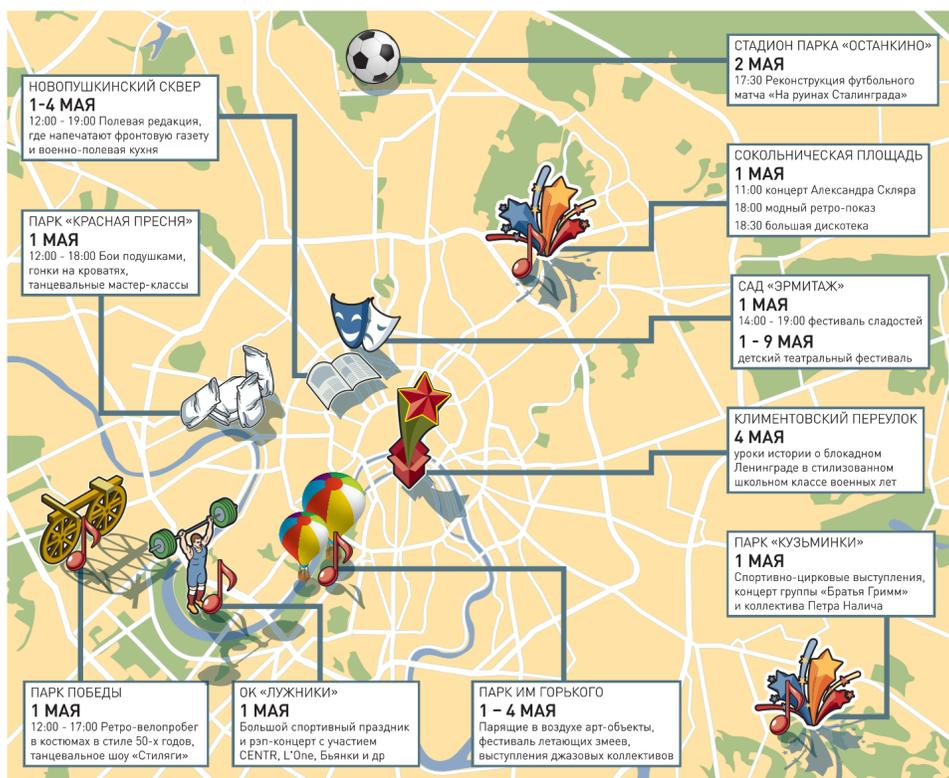 НОВОПУШКИНСКИЙ СКВЕР
1-4 МАЯ
12:00 - 19:00 Полевая редакция,
где напечатают фронтовую газету
и военно-полевая кухня
ПАРК «КРАСНАЯ ПРЕСНЯ»
1 МАЯ
12:00 - 18:00 Бои подушками,
гонки на кроватях,
танцевальные мастер-классы
СТАДИОН ПАРКА «ОСТАНКИНО»
2 МАЯ
17:30 Реконструкция футбольного
матча «На руинах Сталинграда»
СОКОЛЬНИЧЕСКАЯ ПЛОЩАДЬ
1 МАЯ
11:00 концерт Александра Скляра
18:00 модный ретро-показ
18:30 большая дискотека
САД «ЭРМИТАЖ»
1 МАЯ
14:00 - 19:00 фестиваль сладостей
1 - 9 МАЯ
детский театральный фестиваль
КЛИМЕНТОВСКИЙ ПЕРЕУЛОК
4 МАЯ
уроки истории о блокадном
Ленинграде в стилизованном
школьном классе военных лет
ПАРК «КУЗЬМИНКИ»
1 МАЯ
Спортивно-цирковые выступления,
концерт группы «Братья Гримм»
и коллектива Петра Налича
ПАРК ПОБЕДЫ
1 МАЯ
12:00 - 17:00 Ретро-велопробег
в костюмах в стиле 50-х годов,
танцевальное шоу «Стиляги»
ОК «ЛУЖНИКИ»
1 МАЯ
Большой спортивный праздник
и рэп-концерт с участием
CENTR, L'One, Бьянки и др
ПАРК ИМ ГОРЬКОГО
1 – 4 МАЯ
Парящие в воздухе арт-объекты,
фестиваль летающих змеев,
выступления джазовых коллективов